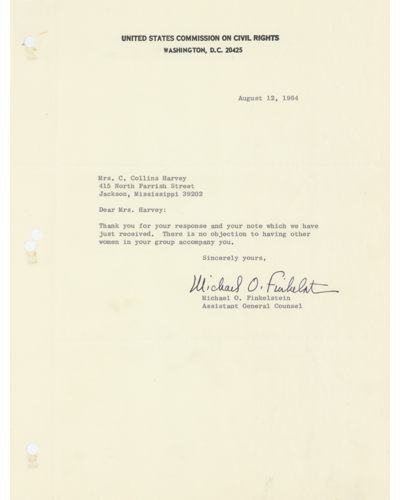 UNITED STATES COMMISSION ON CIVIL RIGHTS
WASHINGTON, D.C. 20425
August 12, 1964
Mrs. C. Collins Harvey
415 North Farrish Street
Jackson, Mississippi 39202
Dear Mrs. Harvey:
Thank you for your response and your note which we have
just received. There is no objection to having other
women in your group accompany you.
Sincerely yours,
Michael O. Finkelst
Michael O. Finkelstein
Assistant General Counsel